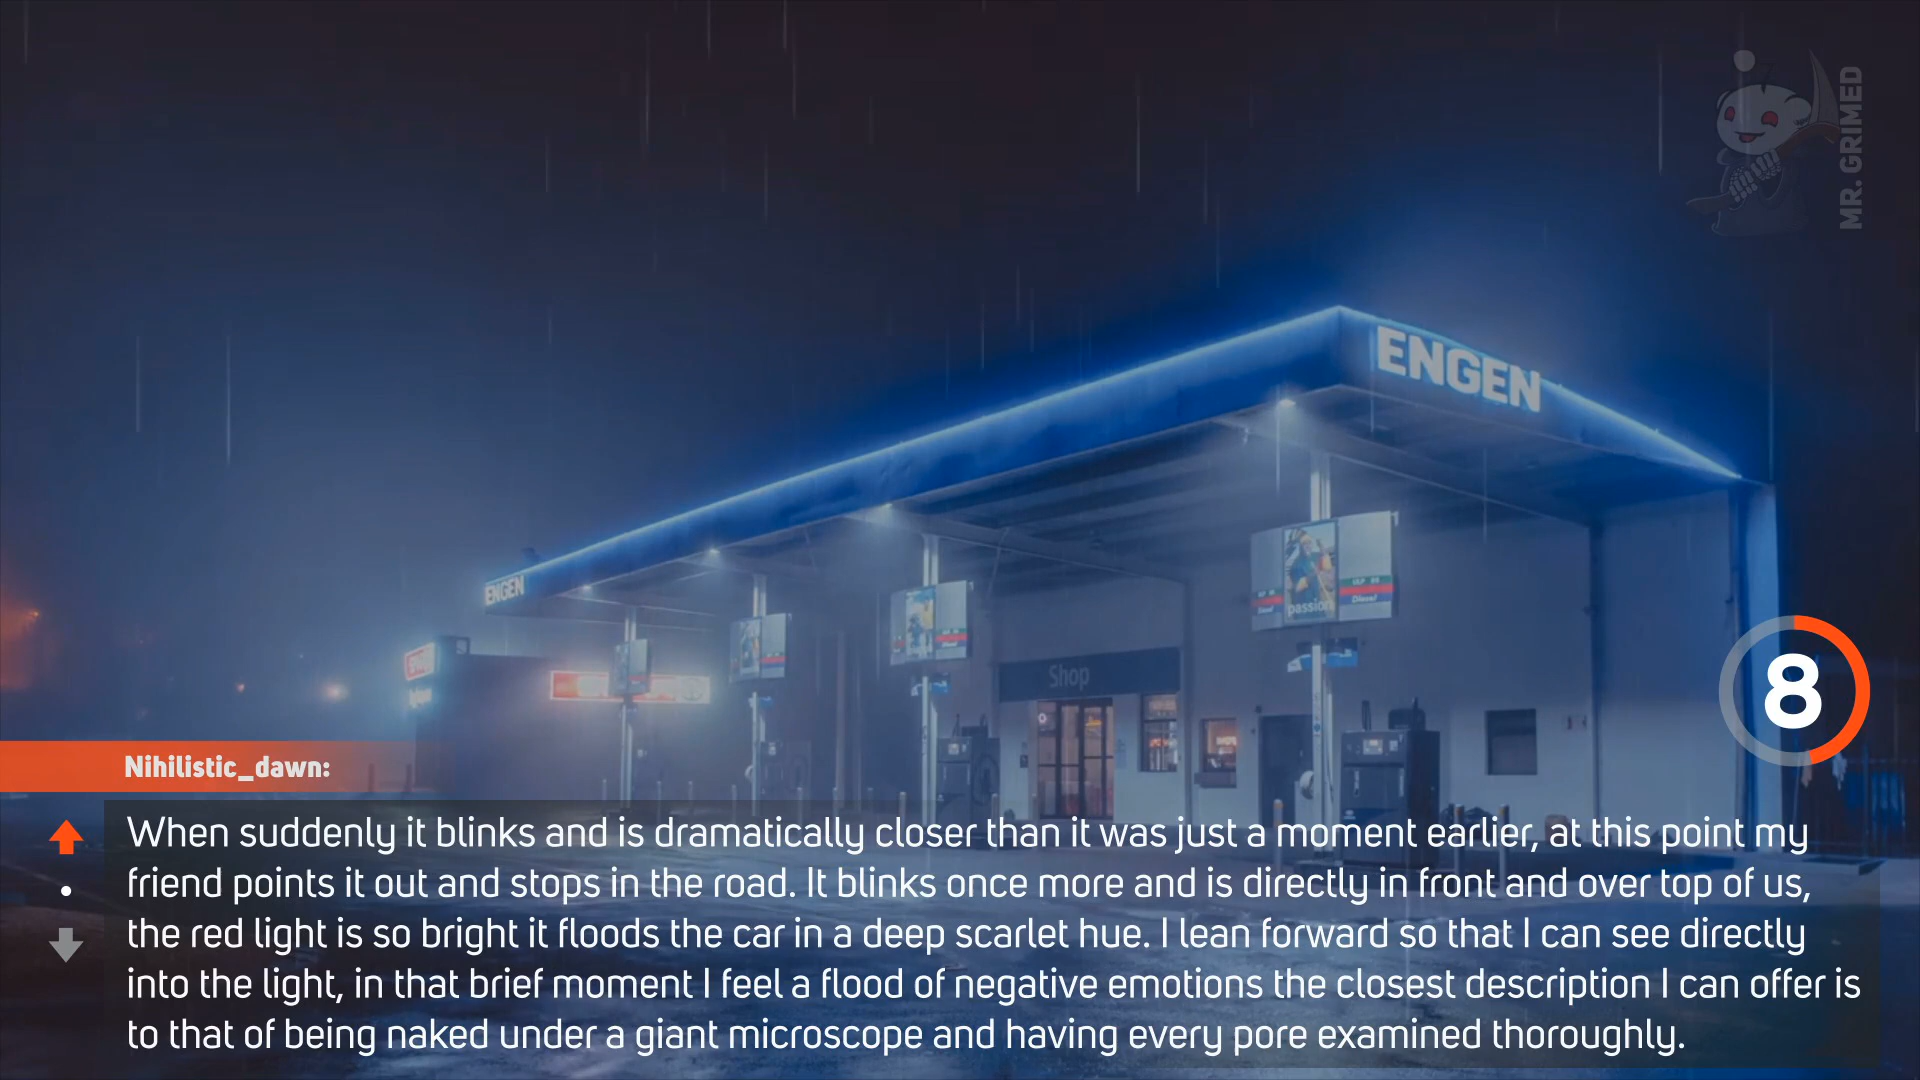 MR. GRIMED
ENGEN
ENGEN
passion
Diesel
Shop
8
Nihilistic_dawn:
When suddenly it blinks and is dramatically closer than it was just a moment earlier, at this point my
friend points it out and stops in the road. It blinks once more and is directly in front and over top of us,
the red light is so bright it floods the car in a deep scarlet hue. I lean forward so that I can see directly
into the light, in that brief moment I feel a flood of negative emotions the closest description I can offer is
to that of being naked under a giant microscope and having every pore examined thoroughly.